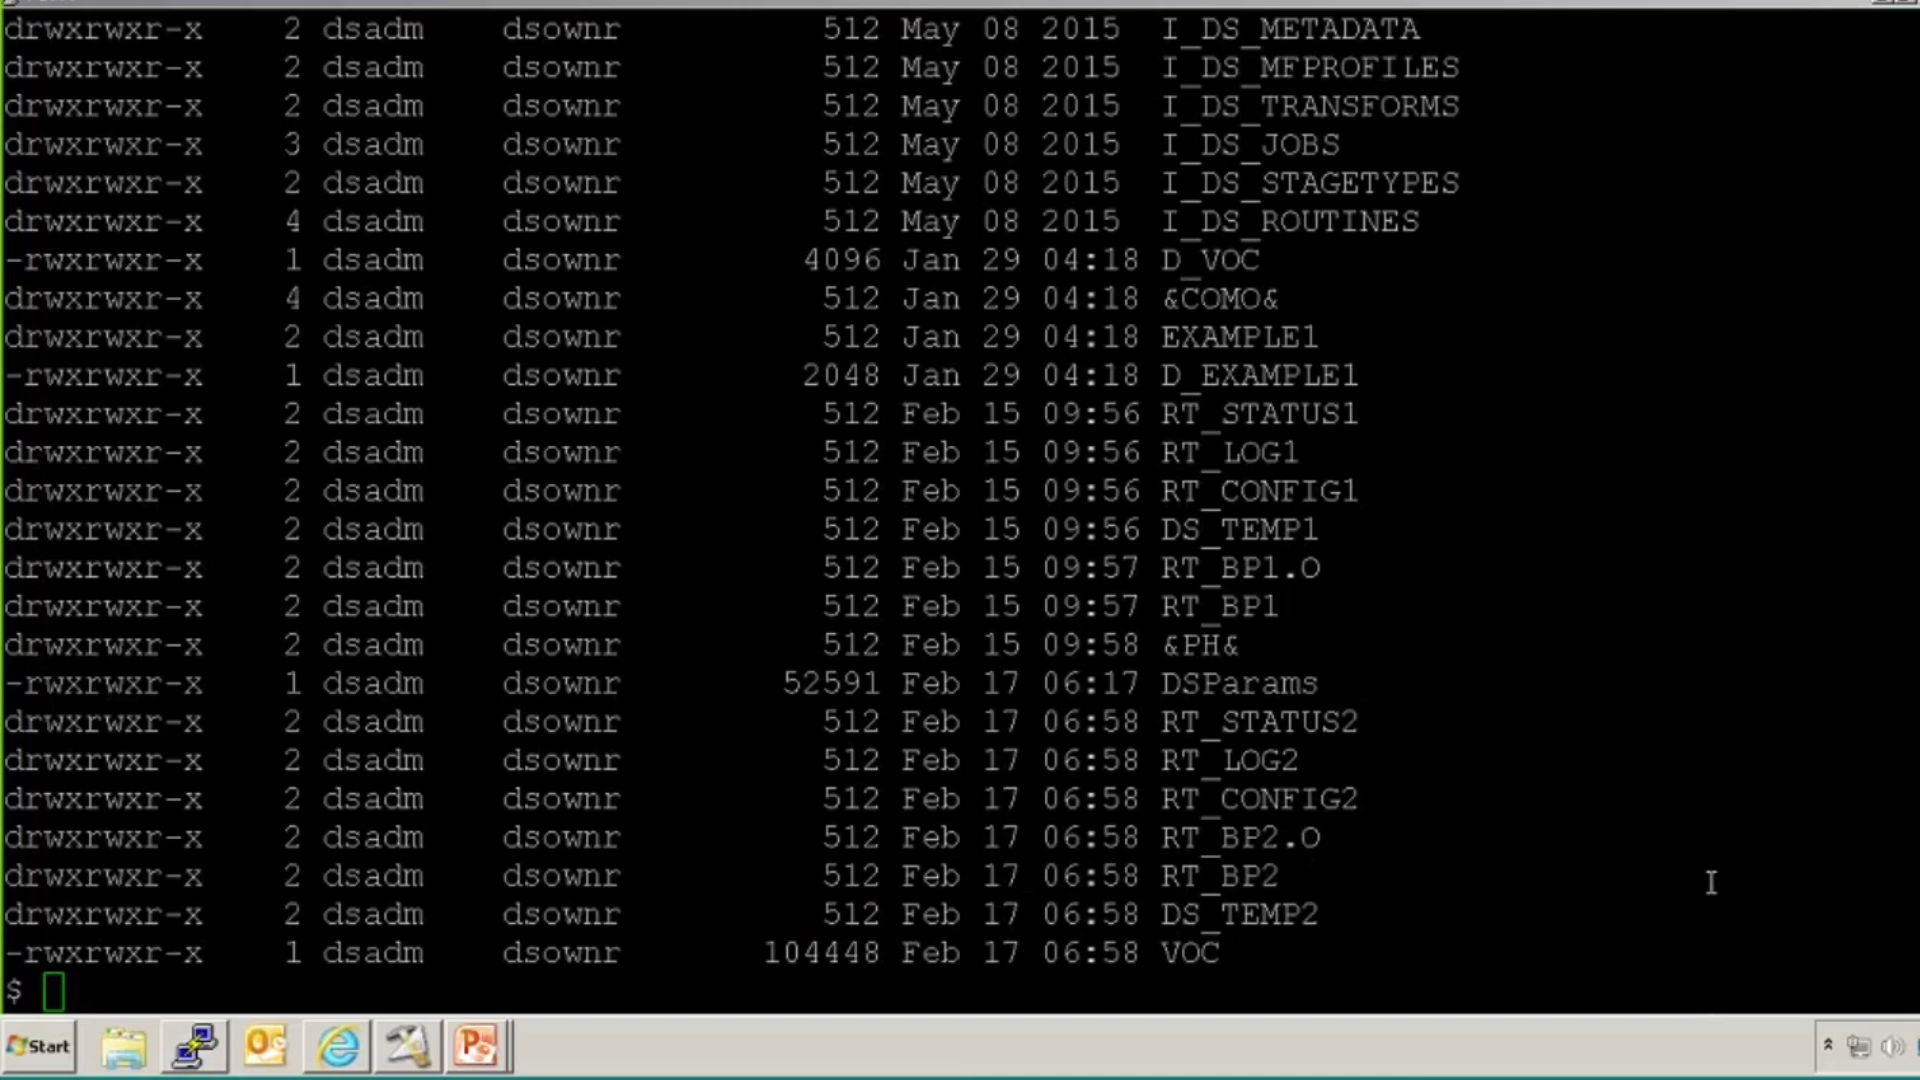 drwxrwxr-x 2 dsadm dsownr 512 May 08 2015 I_DS_METADATA
drwxrwxr-x 2 dsadm dsownr 512 May 08 2015 I_DS_MFPROFILES
drwxrwxr-x 2 dsadm dsownr 512 May 08 2015 I_DS_TRANSFORMS
drwxrwxr-x 3 dsadm dsownr 512 May 08 2015 I_DS_JOBS
drwxrwxr-x 2 dsadm dsownr 512 May 08 2015 I_DS_STAGETYPES
drwxrwxr-x 4 dsadm dsownr 512 May 08 2015 I_DS_ROUTINES
-rwxrwxr-x 1 dsadm dsownr 4096 Jan 29 04:18 D_VOC
drwxrwxr-x 4 dsadm dsownr 512 Jan 29 04:18 &COMO&
drwxrwxr-x 2 dsadm dsownr 512 Jan 29 04:18 EXAMPLE1
-rwxrwxr-x 1 dsadm dsownr 2048 Jan 29 04:18 D_EXAMPLE1
drwxrwxr-x 2 dsadm dsownr 512 Feb 15 09:56 RT_STATUS1
drwxrwxr-x 2 dsadm dsownr 512 Feb 15 09:56 RT_LOG1
drwxrwxr-x 2 dsadm dsownr 512 Feb 15 09:56 RT_CONFIG1
drwxrwxr-x 2 dsadm dsownr 512 Feb 15 09:56 DS_TEMP1
drwxrwxr-x 2 dsadm dsownr 512 Feb 15 09:57 RT_BP1.O
drwxrwxr-x 2 dsadm dsownr 512 Feb 15 09:57 RT_BP1
drwxrwxr-x 2 dsadm dsownr 512 Feb 15 09:58 &PH&
-rwxrwxr-x 1 dsadm dsownr 52591 Feb 17 06:17 DSParams
drwxrwxr-x 2 dsadm dsownr 512 Feb 17 06:58 RT_STATUS2
drwxrwxr-x 2 dsadm dsownr 512 Feb 17 06:58 RT_LOG2
drwxrwxr-x 2 dsadm dsownr 512 Feb 17 06:58 RT_CONFIG2
drwxrwxr-x 2 dsadm dsownr 512 Feb 17 06:58 RT_BP2.O
drwxrwxr-x 2 dsadm dsownr 512 Feb 17 06:58 RT_BP2
drwxrwxr-x 2 dsadm dsownr 512 Feb 17 06:58 DS_TEMP2
-rwxrwxr-x 1 dsadm dsownr 104448 Feb 17 06:58 VOC
$
Start